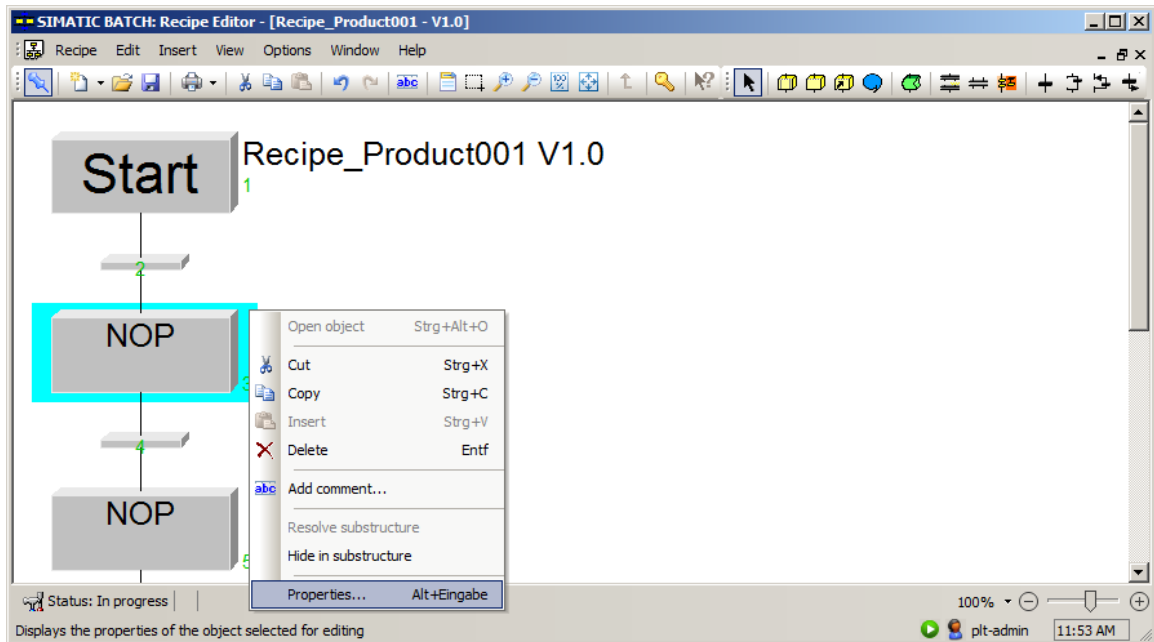 SIMATIC BATCH: Recipe Editor - [Recipe_Product001 - V1.0]
Recipe Edit Insert View Options Window Help
abc
Start
Recipe_Product001 V1.0
1
2
NOP
3
Open object Strg+Alt+O
Cut Strg+X
Copy Strg+C
Insert Strg+V
Delete Entf
abc Add comment...
Resolve substructure
Hide in substructure
Properties... Alt+Eingabe
4
NOP
5
Status: In progress
100%
Displays the properties of the object selected for editing
plt-admin
11:53 AM